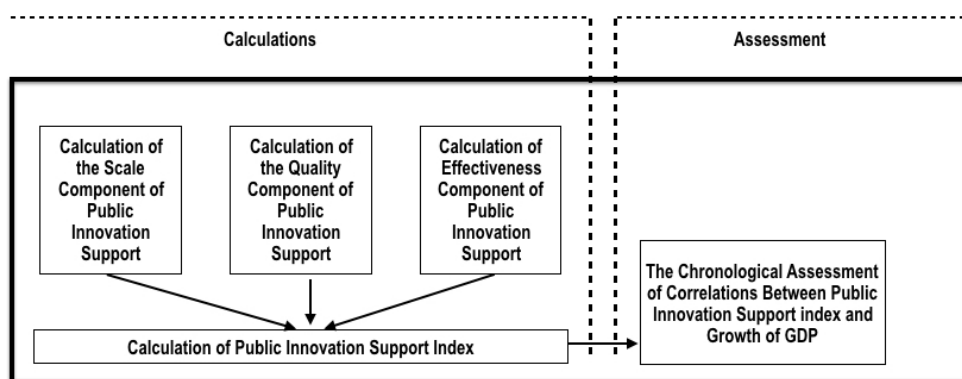 Calculations
Assessment
Calculation of
the Scale
Component of
Public
Innovation
Support
Calculation of
the Quality
Component of
Public
Innovation
Support
Calculation of
Effectiveness
Component of
Public
Innovation
Support
The Chronological Assessment
of Correlations Between Public
Innovation Support index and
Growth of GDP
Calculation of Public Innovation Support Index